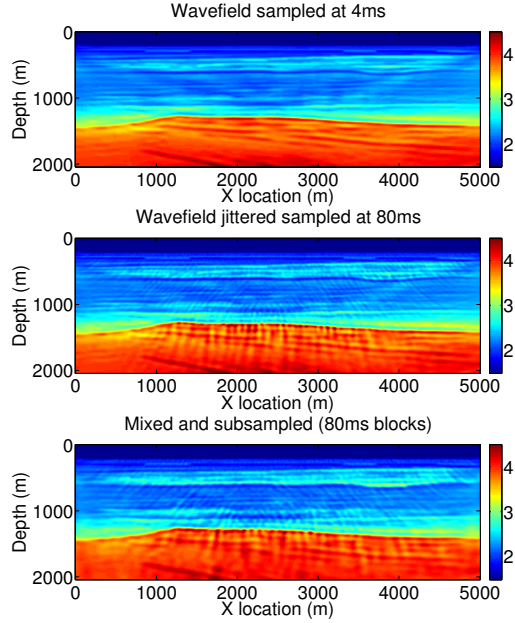 Wavefield sampled at 4ms
0
1000
2000
Depth (m)
0 1000 2000 3000 4000 5000
X location (m)
4
3
2
Wavefield jittered sampled at 80ms
0
1000
2000
Depth (m)
0 1000 2000 3000 4000 5000
X location (m)
4
3
2
Mixed and subsampled (80ms blocks)
0
1000
2000
Depth (m)
0 1000 2000 3000 4000 5000
X location (m)
4
3
2